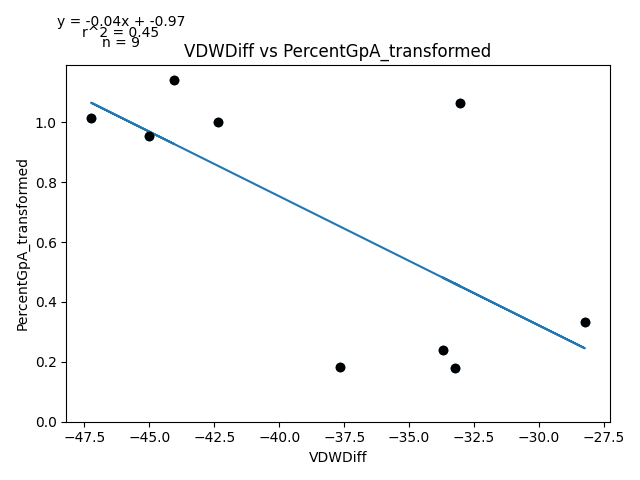 y = -0.04x + -0.97
r^2 = 0.45
n = 9
VDWDiff vs PercentGpA_transformed
PercentGpA_transformed
1.0
0.8
0.6
0.4
0.2
0.0
−47.5 −45.0 −42.5 −40.0 −37.5 −35.0 −32.5 −30.0 −27.5
VDWDiff